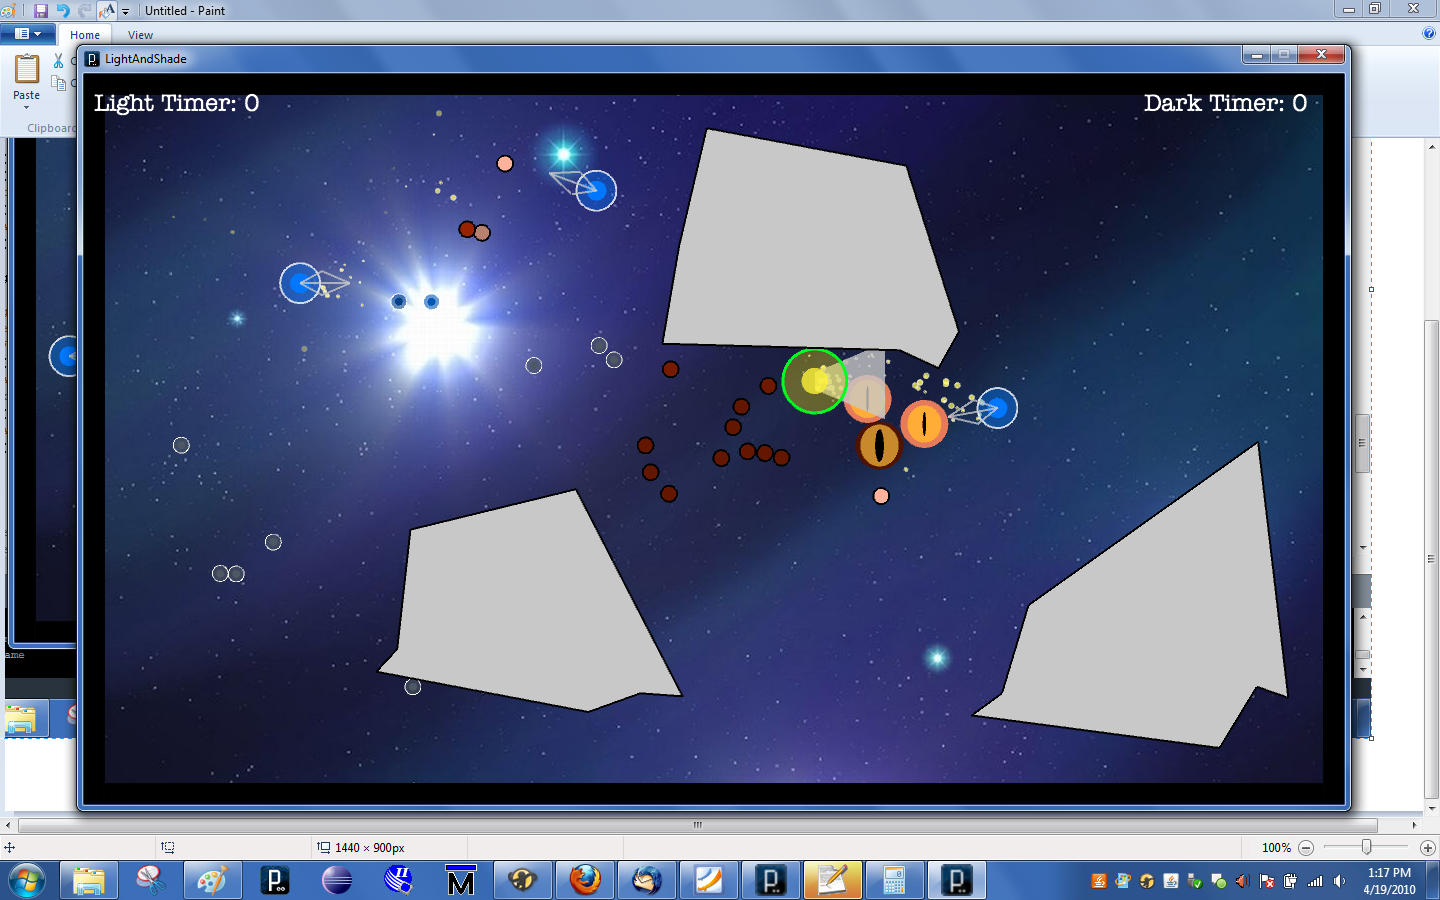 Untitled - Paint
Home
View
Paste
Clipboard
LightAndShade
Light Timer: 0
Dark Timer: 0
ame
1440 × 900px
100%
1:17 PM
4/19/2010